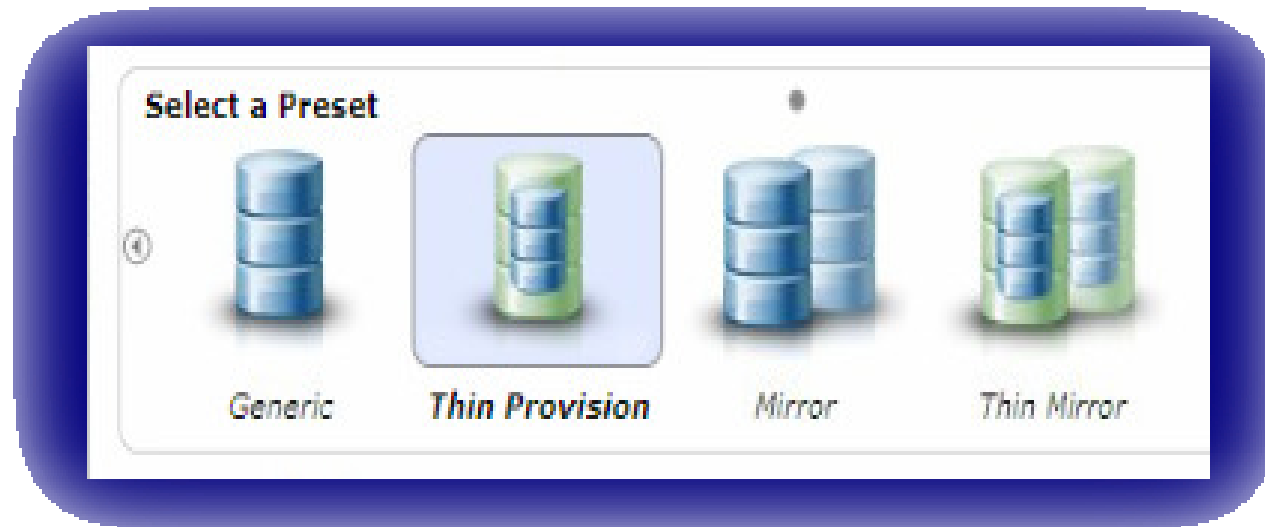 Select a Preset
Generic
Thin Provision
Mirror
Thin Mirror